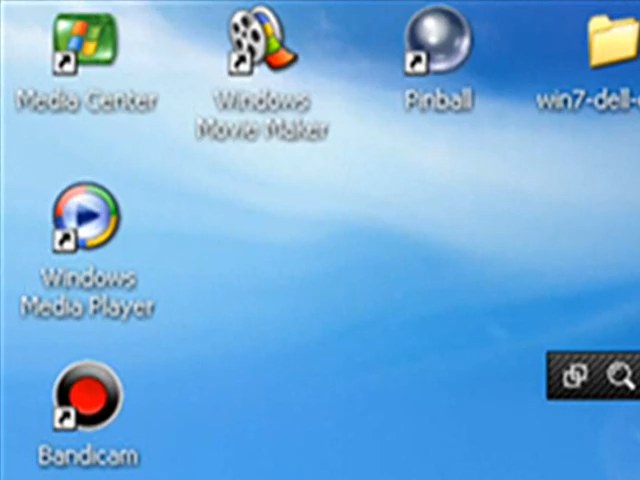 Media Center
Windows
Movie Maker
Pinball
win7-dell-
Windows
Media Player
Bandicam